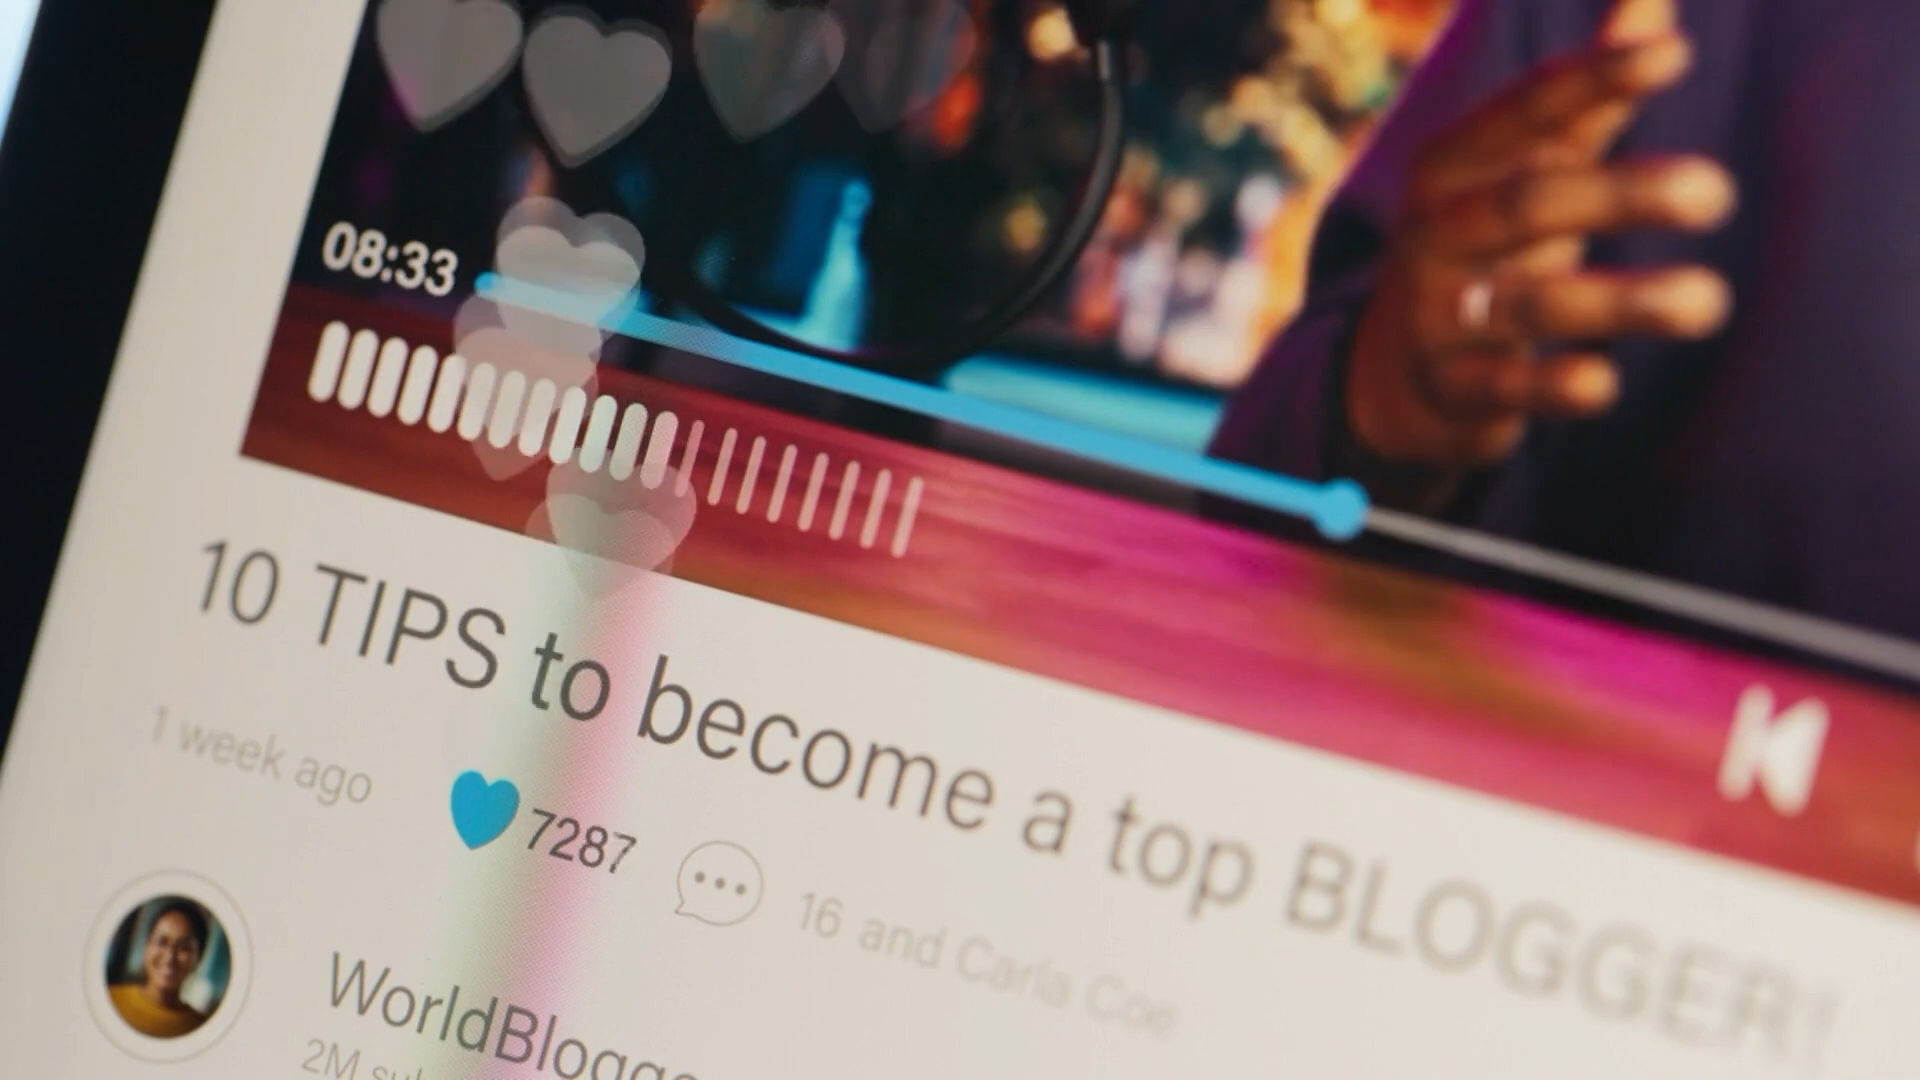 08:33
10 TIPS to become a top BLOGGER!
1 week ago 7287 16 and Carla Coe
WorldBlogge
2M su